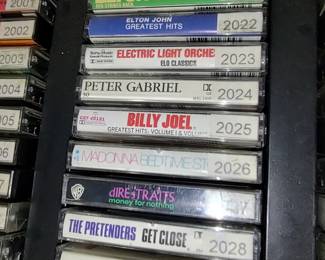 2001
2002
2003
2004
ELTON JOHN
GREATEST HITS
2022
ELECTRIC LIGHT ORCHE
ELO CLASSICS
2023
PETER GABRIEL
2024
BILLY JOEL
GREATEST HITS, VOLUME I & VOLUME
2025
MADONNA BEDTIME ST
2026
dIRE STRAITS
money for nothing
THE PRETENDERS GET CLOSE
2028